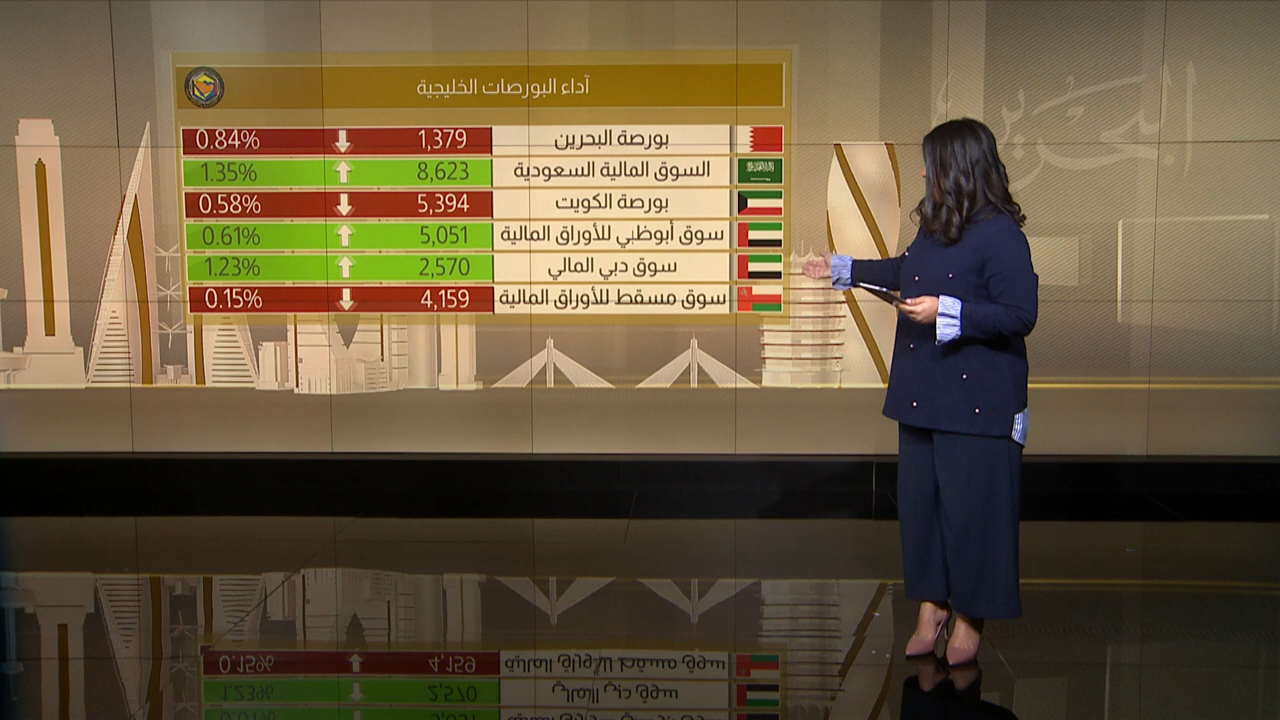 آداء البورصات الخليجية
بورصة البحرين 1,379 0.84%
السوق المالية السعودية 8,623 1.35%
بورصة الكويت 5,394 0.58%
سوق أبوظبي للأوراق المالية 5,051 0.61%
سوق دبي المالي 2,570 1.23%
سوق مسقط للأوراق المالية 4,159 0.15%
البحرين